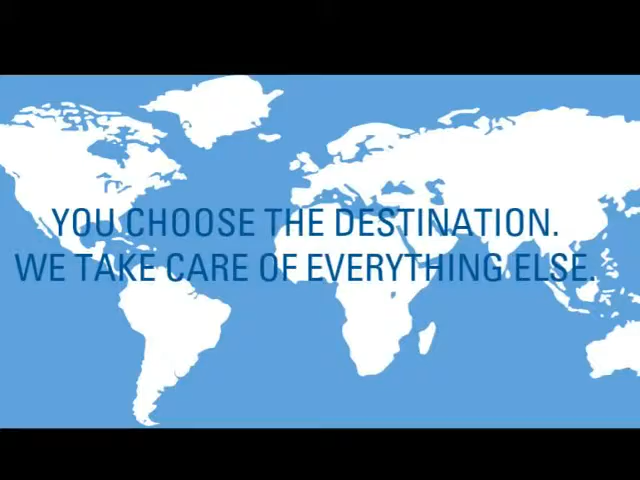 YOU CHOOSE THE DESTINATION.
WE TAKE CARE OF EVERYTHING ELSE.